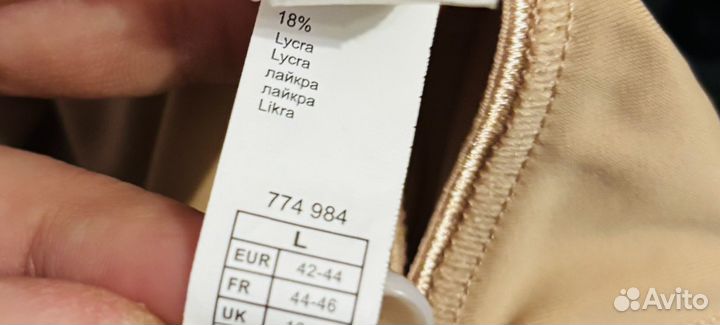 18%
Lycra
Lycra
лайкра
лайкра
Likra
774 984
L
EUR 42-44
FR 44-46
UK
Avito